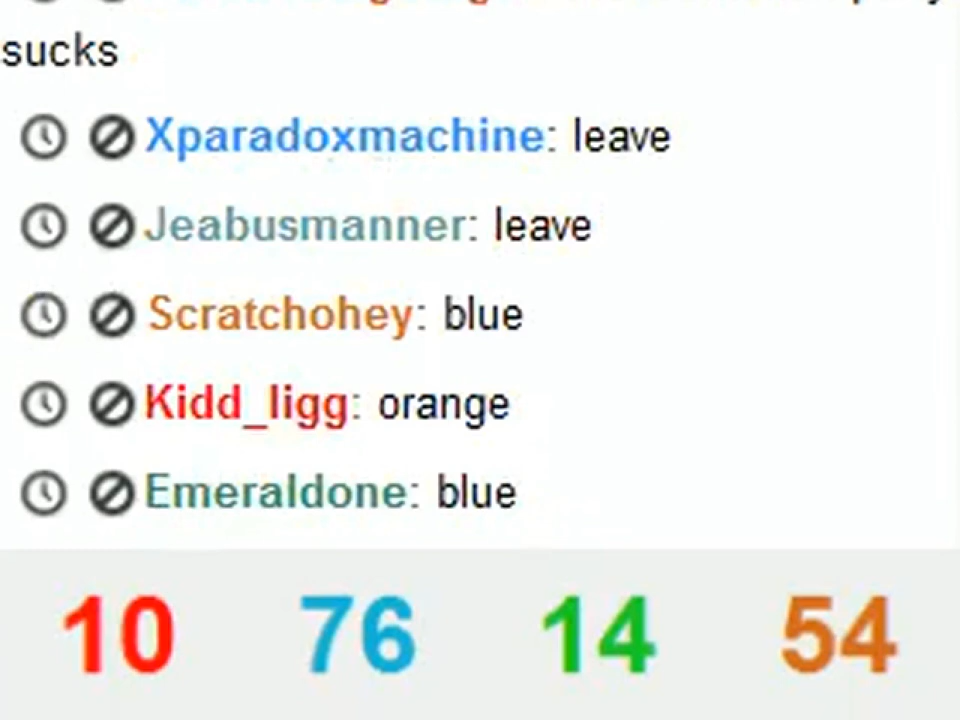 sucks
Xparadoxmachine: leave
Jeabusmanner: leave
Scratchohey: blue
Kidd_ligg: orange
Emeraldone: blue
10 76 14 54